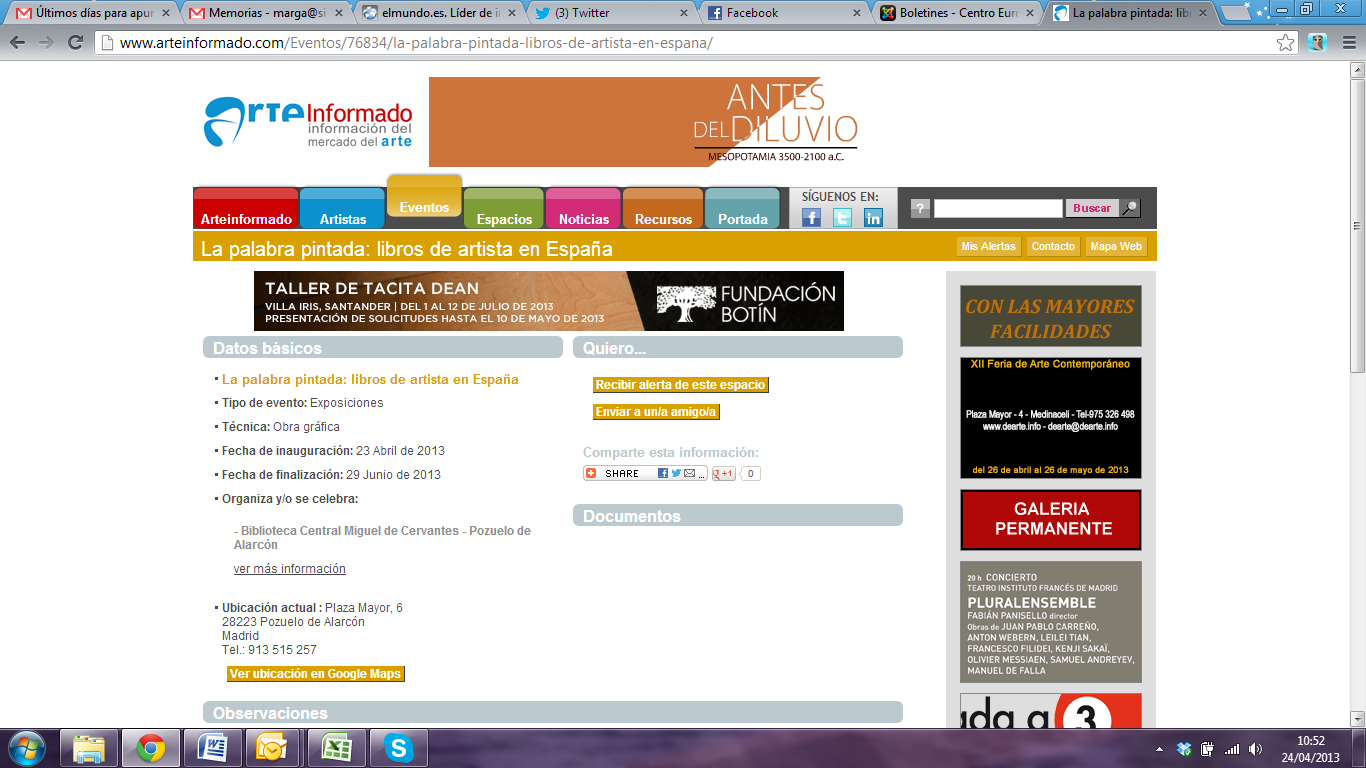 Últimos días para apur
Memorias - marga@si
elmundo.es. Líder de i
(3) Twitter
Facebook
Boletines - Centro Eur
La palabra pintada: libr
www.arteinformado.com/Eventos/76834/la-palabra-pintada-libros-de-artista-en-espana/
arte Informado
información del
mercado del arte
ANTES
DEL DILUVIO
MESOPOTAMIA 3500-2100 a.C.
Arteinformado
Artistas
Eventos
Espacios
Noticias
Recursos
Portada
SÍGUENOS EN:
?
Buscar
La palabra pintada: libros de artista en España
Mis Alertas
Contacto
Mapa Web
TALLER DE TACITA DEAN
VILLA IRIS, SANTANDER | DEL 1 AL 12 DE JULIO DE 2013
PRESENTACIÓN DE SOLICITUDES HASTA EL 10 DE MAYO DE 2013
FUNDACIÓN
BOTÍN
Datos básicos
La palabra pintada: libros de artista en España
Tipo de evento: Exposiciones
Técnica: Obra gráfica
Fecha de inauguración: 23 Abril de 2013
Fecha de finalización: 29 Junio de 2013
Organiza y/o se celebra:
- Biblioteca Central Miguel de Cervantes - Pozuelo de
Alarcón
ver más información
Ubicación actual : Plaza Mayor, 6
28223 Pozuelo de Alarcón
Madrid
Tel.: 913 515 257
Ver ubicación en Google Maps
Observaciones
Quiero...
Recibir alerta de este espacio
Enviar a un/a amigo/a
Comparte esta información:
SHARE ...
+1
0
Documentos
CON LAS MAYORES
FACILIDADES
XII Feria de Arte Contemporáneo
Plaza Mayor - 4 - Medinaceli - Tel-975 326 498
www.dearte.info - dearte@dearte.info
del 26 de abril al 26 de mayo de 2013
GALERIA
PERMANENTE
20 h CONCIERTO
TEATRO INSTITUTO FRANCÉS DE MADRID
PLURALENSEMBLE
FABIÁN PANISELLO director
Obras de JUAN PABLO CARREÑO,
ANTON WEBERN, LEILEI TIAN,
FRANCESCO FILIDEI, KENJI SAKAÏ,
OLIVIER MESSIAEN, SAMUEL ANDREYEV,
MANUEL DE FALLA
ada a 3
10:52
24/04/2013